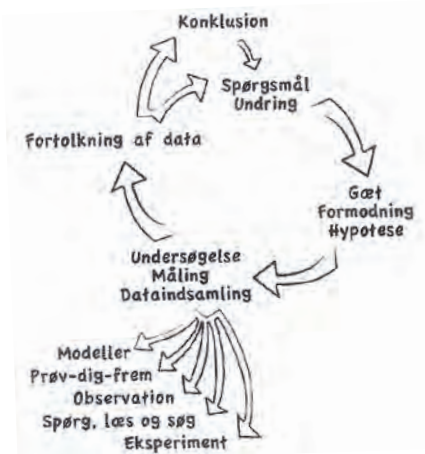 Konklusion
Spørgsmål
Undring
Fortolkning af data
Gæt
Formodning
Hypotese
Undersøgelse
Måling
Dataindsamling
Modeller
Prøv-dig-frem
Observation
Spørg, læs og søg
Eksperiment